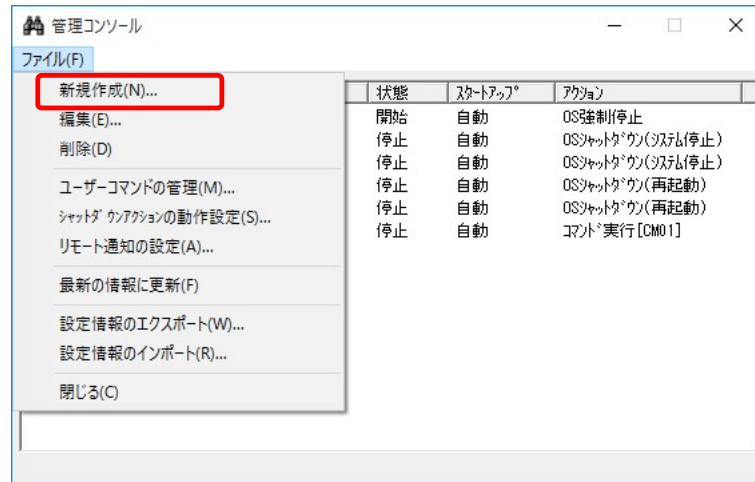 管理コンソール
ファイル(F)
新規作成(N)...
編集(E)...
削除(D)
ユーザーコマンドの管理(M)...
ｼｬｯﾄﾀﾞｳﾝｱｸｼｮﾝの動作設定(S)...
リモート通知の設定(A)...
最新の情報に更新(F)
設定情報のエクスポート(W)...
設定情報のインポート(R)...
閉じる(C)
状態 ｽﾀｰﾄｱｯﾌﾟ ｱｸｼｮﾝ
開始 自動 OS強制停止
停止 自動 OSｼｬｯﾄﾀﾞｳﾝ(ｼｽﾃﾑ停止)
停止 自動 OSｼｬｯﾄﾀﾞｳﾝ(ｼｽﾃﾑ停止)
停止 自動 OSｼｬｯﾄﾀﾞｳﾝ(再起動)
停止 自動 OSｼｬｯﾄﾀﾞｳﾝ(再起動)
停止 自動 ｺﾏﾝﾄﾞ実行[CM01]